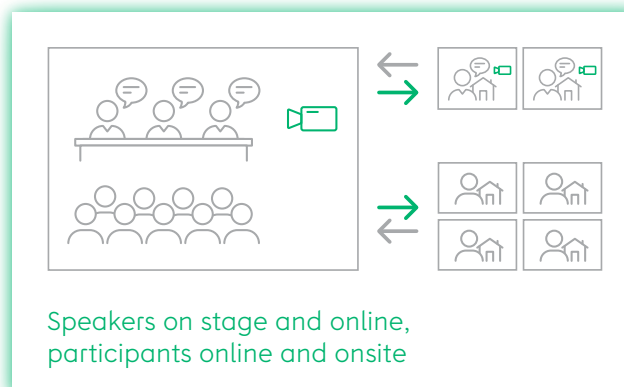 Speakers on stage and online,
participants online and onsite